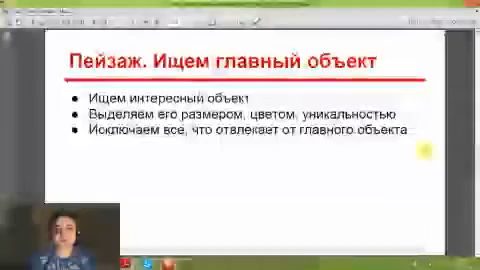 Пейзаж. Ищем главный объект
Ищем интересный объект
Выделяем его размером, цветом, уникальностью
Исключаем все, что отвлекает от главного объекта